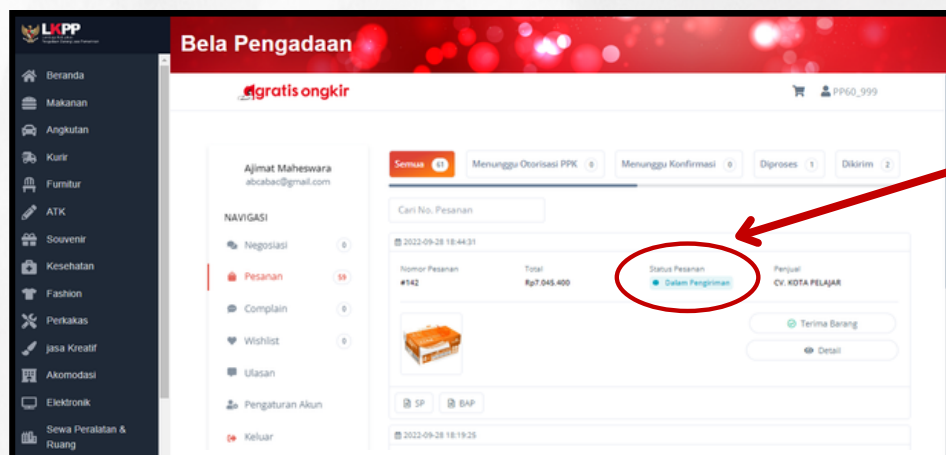 LKPP
Bela Pengadaan
Beranda
Makanan
Angkutan
Kurir
Furnitur
ATK
Souvenir
Kesehatan
Fashion
Perkakas
jasa Kreatif
Akomodasi
Elektronik
Sewa Peralatan &
Ruang
gratis ongkir
PP60_999
Ajimat Maheswara
abcabac@gmail.com
NAVIGASI
Negosiasi 0
Pesanan 59
Complain 0
Wishlist 0
Ulasan
Pengaturan Akun
Keluar
Semua 61 Menunggu Otorisasi PPK 0 Menunggu Konfirmasi 0 Diproses 1 Dikirim 2
Cari No. Pesanan
2022-09-28 18:44:31
Nomor Pesanan Total Status Pesanan Penjual
#142 Rp7.045.400 Dalam Pengiriman CV. KOTA PELAJAR
Terima Barang
Detail
SP BAP
2022-09-28 18:19:25